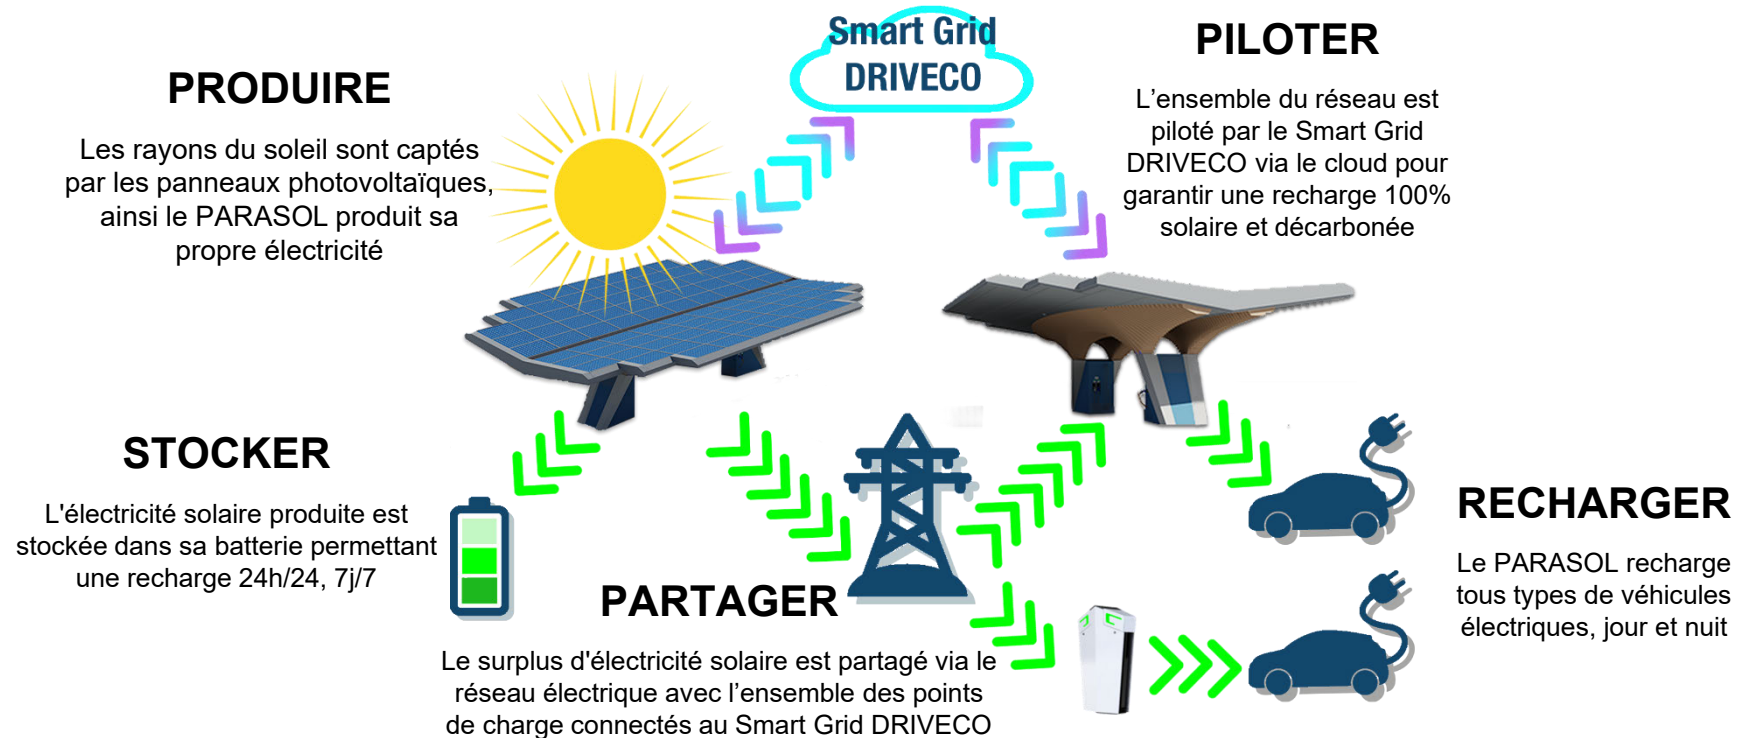 Smart Grid
DRIVECO
PRODUIRE
Les rayons du soleil sont captés
par les panneaux photovoltaïques,
ainsi le PARASOL produit sa
propre électricité
PILOTER
L’ensemble du réseau est
piloté par le Smart Grid
DRIVECO via le cloud pour
garantir une recharge 100%
solaire et décarbonée
STOCKER
L'électricité solaire produite est
stockée dans sa batterie permettant
une recharge 24h/24, 7j/7
PARTAGER
Le surplus d'électricité solaire est partagé via le
réseau électrique avec l’ensemble des points
de charge connectés au Smart Grid DRIVECO
RECHARGER
Le PARASOL recharge
tous types de véhicules
électriques, jour et nuit